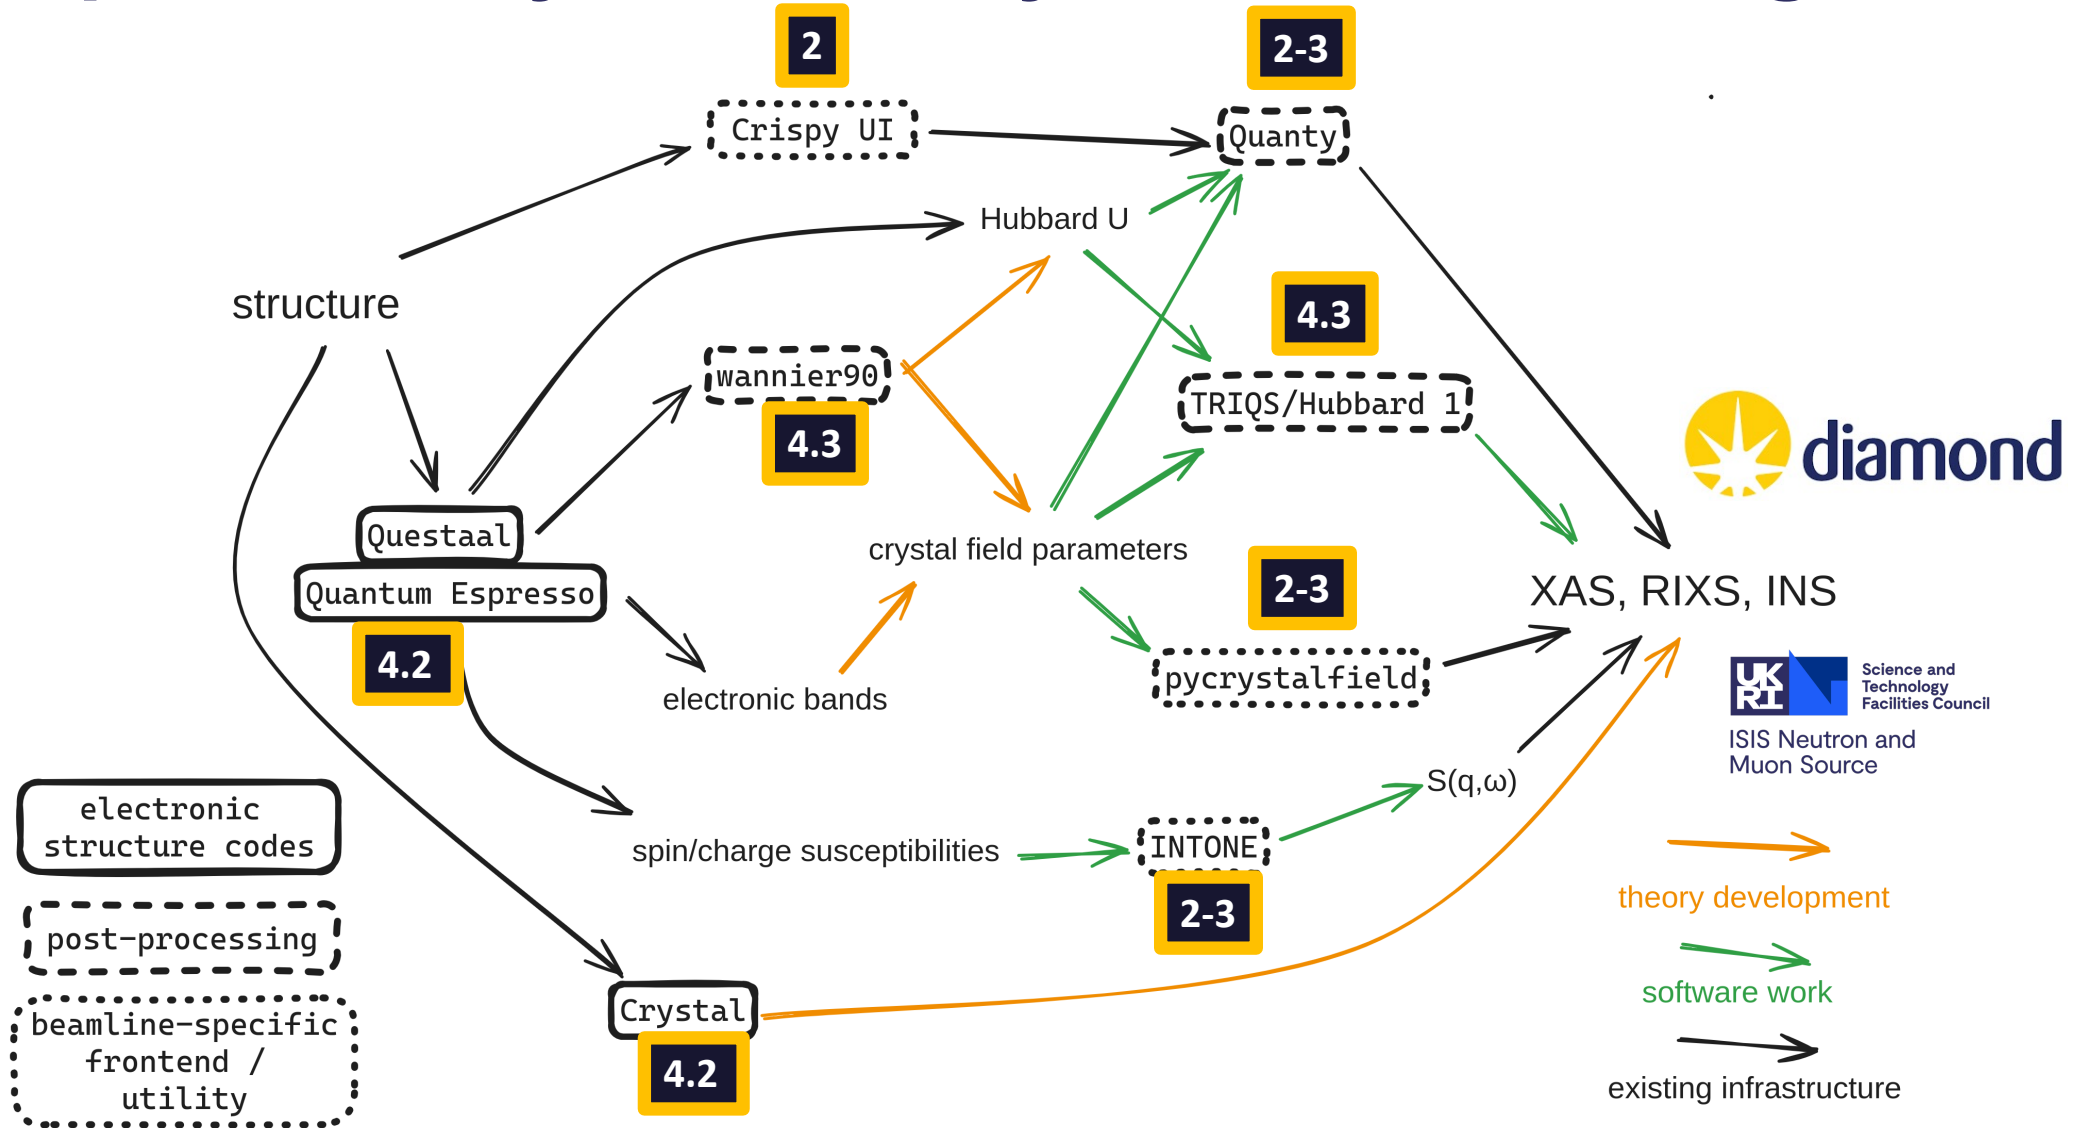 2
2-3
Crispy UI
Quanty
Hubbard U
structure
4.3
wannier90
TRIQS/Hubbard 1
4.3
diamond
Questaal
crystal field parameters
Quantum Espresso
2-3
XAS, RIXS, INS
4.2
pycrystalfield
electronic bands
UK
RI
Science and
Technology
Facilities Council
ISIS Neutron and
Muon Source
S(q,ω)
electronic
structure codes
spin/charge susceptibilities
INTONE
2-3
theory development
post-processing
software work
Crystal
4.2
beamline-specific
frontend /
utility
existing infrastructure